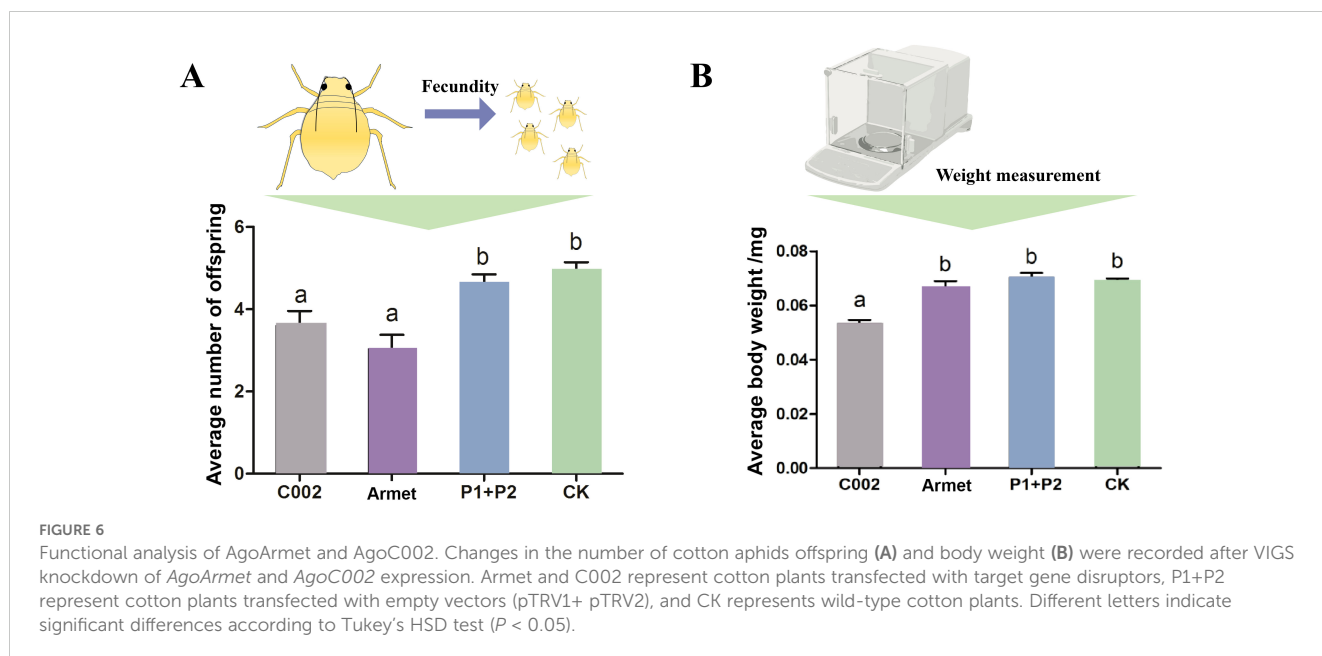 A
Fecundity
B
Weight measurement
Average number of offspring
6
4
2
0
a
a
b
b
C002
Armet
P1+P2
CK
Average body weight /mg
0.08
0.06
0.04
0.02
0.00
a
b
b
b
C002
Armet
P1+P2
CK
FIGURE 6
Functional analysis of AgoArmet and AgoC002. Changes in the number of cotton aphids offspring (A) and body weight (B) were recorded after VIGS
knockdown of AgoArmet and AgoC002 expression. Armet and C002 represent cotton plants transfected with target gene disruptors, P1+P2
represent cotton plants transfected with empty vectors (pTRV1+ pTRV2), and CK represents wild-type cotton plants. Different letters indicate
significant differences according to Tukey's HSD test (P < 0.05).